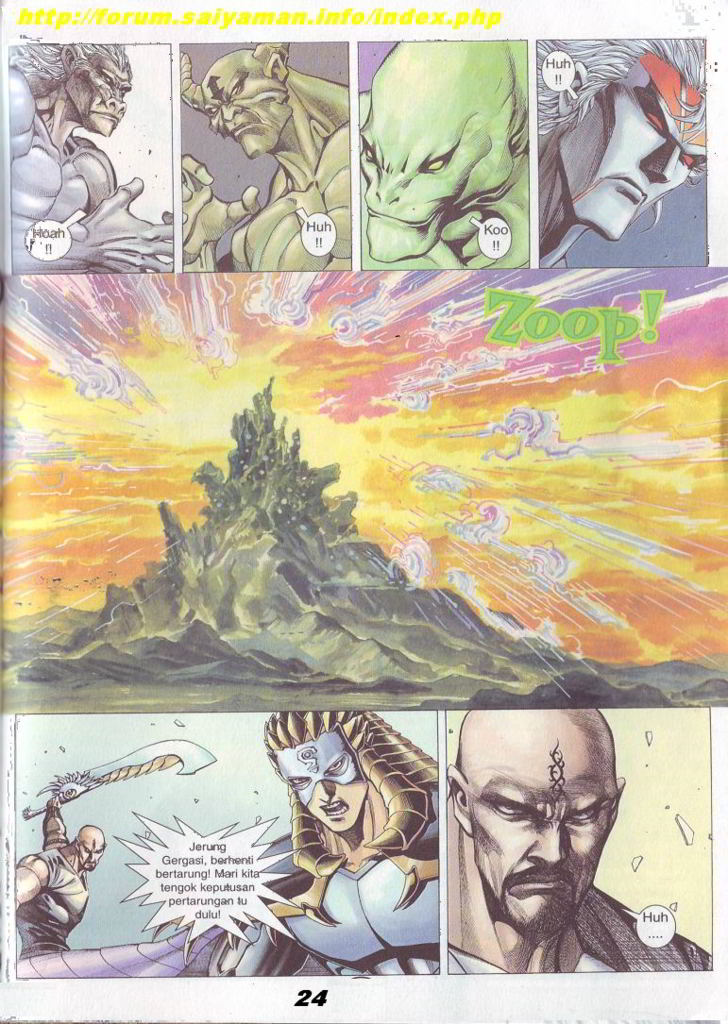 http://forum.saiyaman.info/index.php
Huh
!!
Hoah
!!
Huh
!!
Koo
!!
Zoop!
Jerung
Gergasi, berhenti
bertarung! Mari kita
tengok keputusan
pertarungan tu
dulu!
Huh
....
24